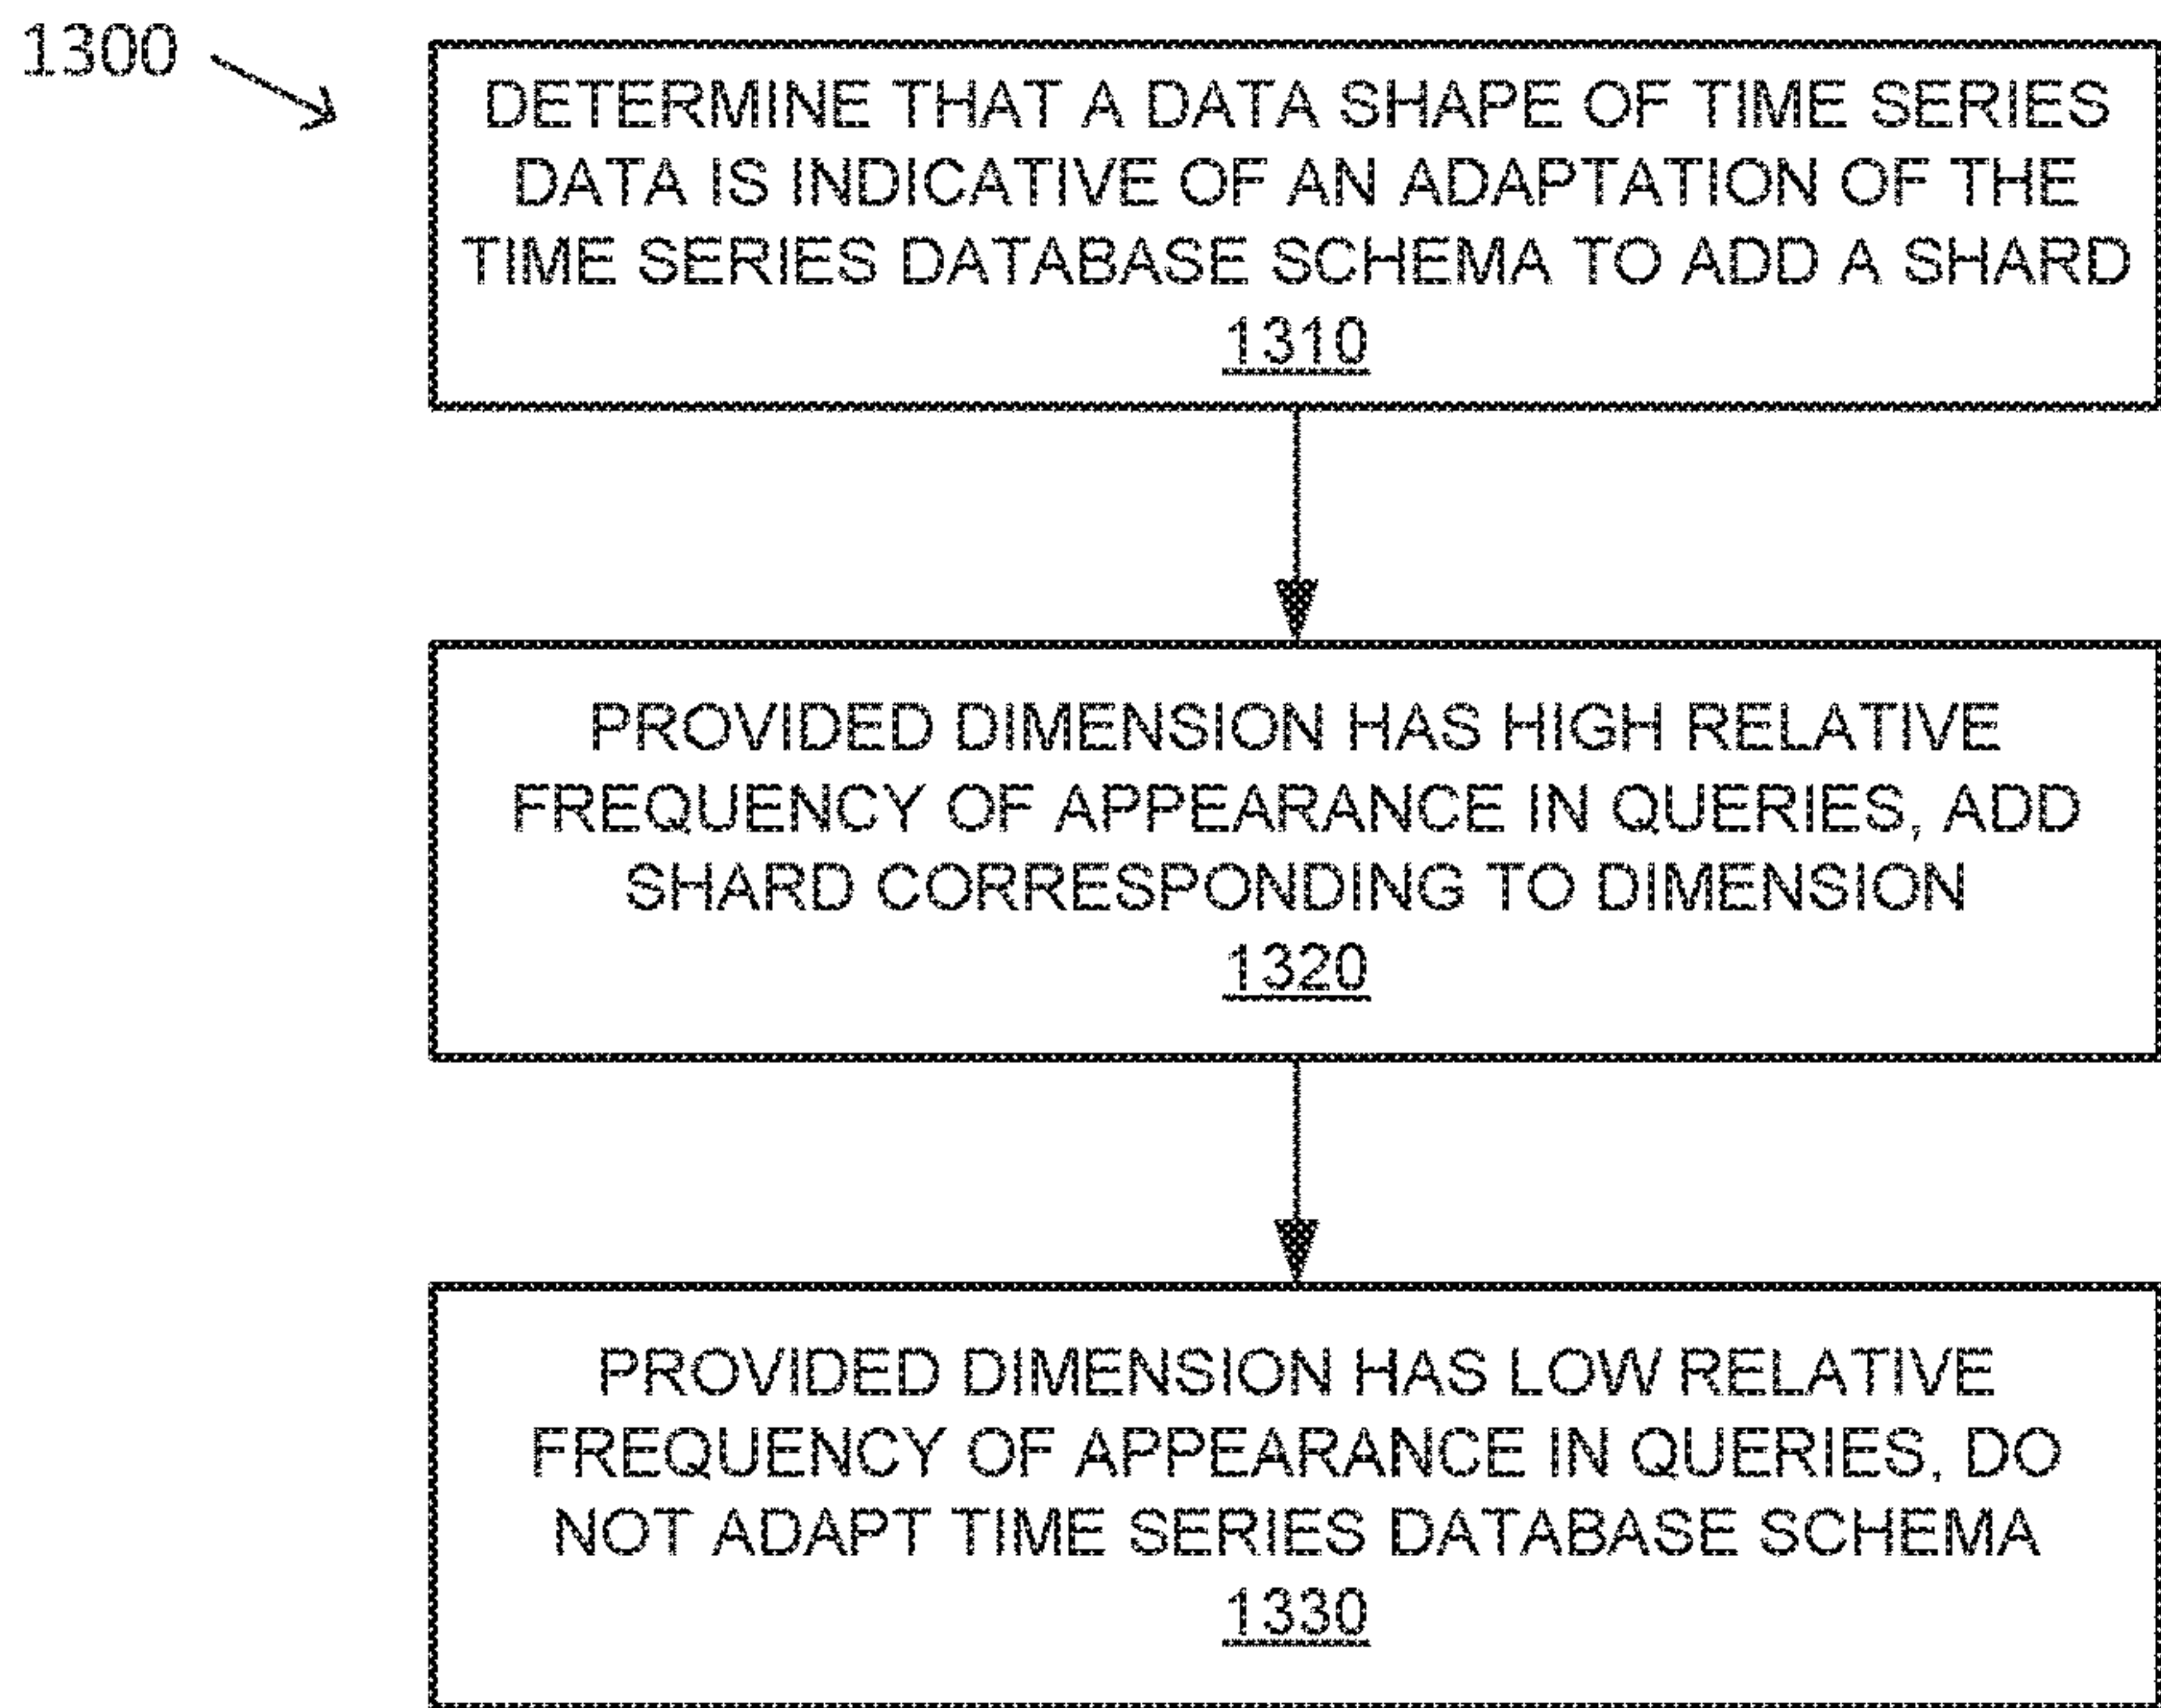 1300
DETERMINE THAT A DATA SHAPE OF TIME SERIES
DATA IS INDICATIVE OF AN ADAPTATION OF THE
TIME SERIES DATABASE SCHEMA TO ADD A SHARD
1310
PROVIDED DIMENSION HAS HIGH RELATIVE
FREQUENCY OF APPEARANCE IN QUERIES, ADD
SHARD CORRESPONDING TO DIMENSION
1320
PROVIDED DIMENSION HAS LOW RELATIVE
FREQUENCY OF APPEARANCE IN QUERIES, DO
NOT ADAPT TIME SERIES DATABASE SCHEMA
1330